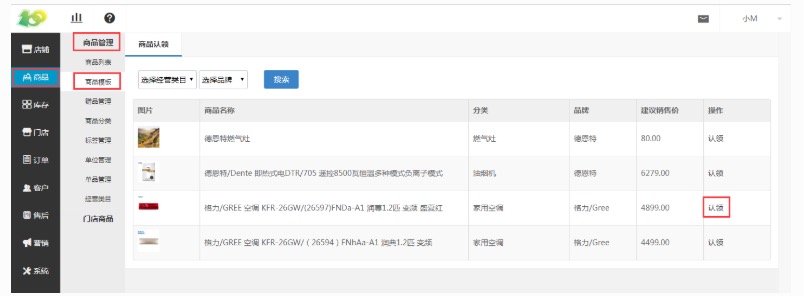 小M
店铺
商品
库存
门店
订单
客户
售后
营销
系统
商品管理
商品列表
商品模板
赠品管理
商品分类
标签管理
单位管理
单品管理
经营类目
门店商品
商品认领
选择经营类目 选择品牌 搜索
图片 商品名称 分类 品牌 建议销售价 操作
德恩特燃气灶 燃气灶 德恩特 80.00 认领
德恩特/Dente 即热式电DTR/705 遥控8500瓦恒温多种模式负离子模式 油烟机 德恩特 6279.00 认领
格力/GREE 空调 KFR-26GW/(26597)FNDa-A1 润尊1.2匹 变频 蔷薇红 家用空调 格力/Gree 4899.00 认领
格力/GREE 空调 KFR-26GW/ ( 26594 ) FNhAa-A1 润典1.2匹 变频 家用空调 格力/Gree 4499.00 认领